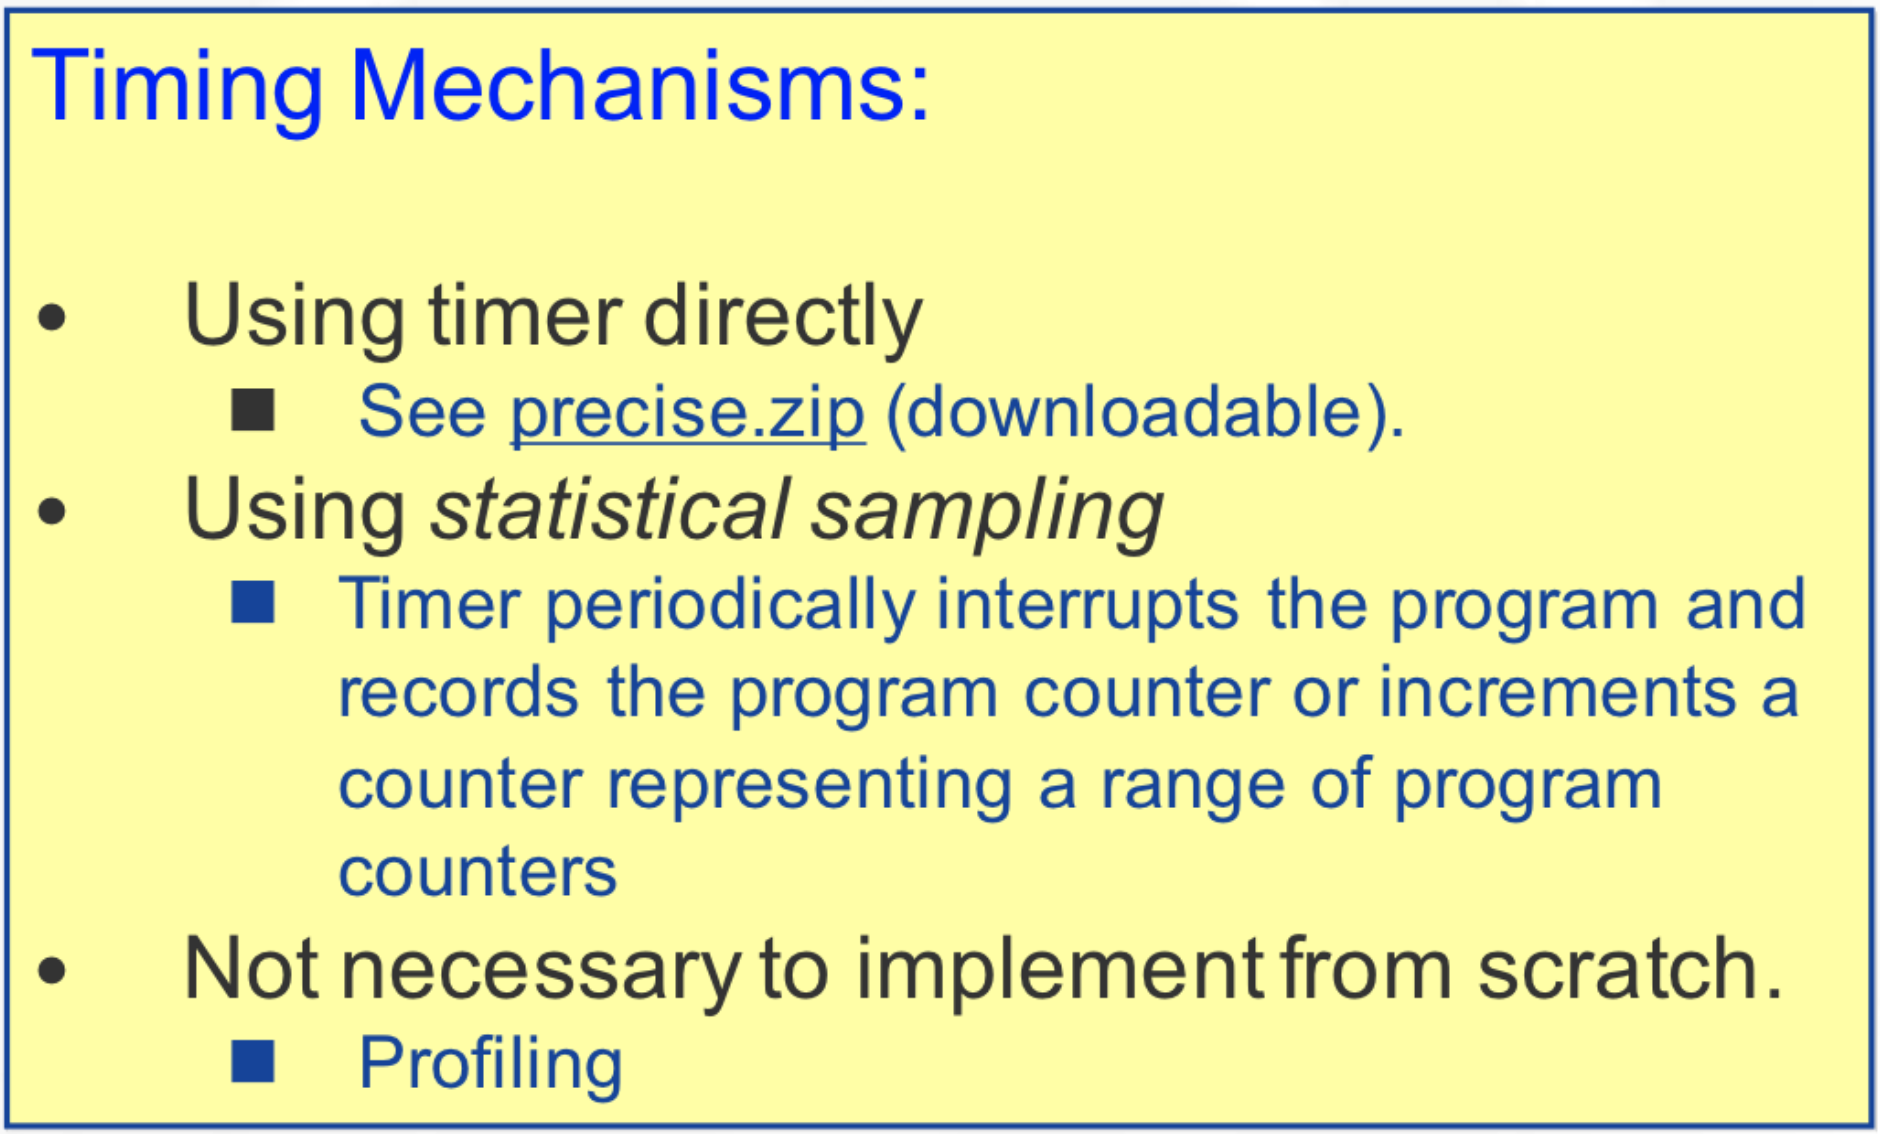 Timing Mechanisms:
• Using timer directly
■ See precise.zip (downloadable).
• Using statistical sampling
■ Timer periodically interrupts the program and
records the program counter or increments a
counter representing a range of program
counters
• Not necessary to implement from scratch.
■ Profiling